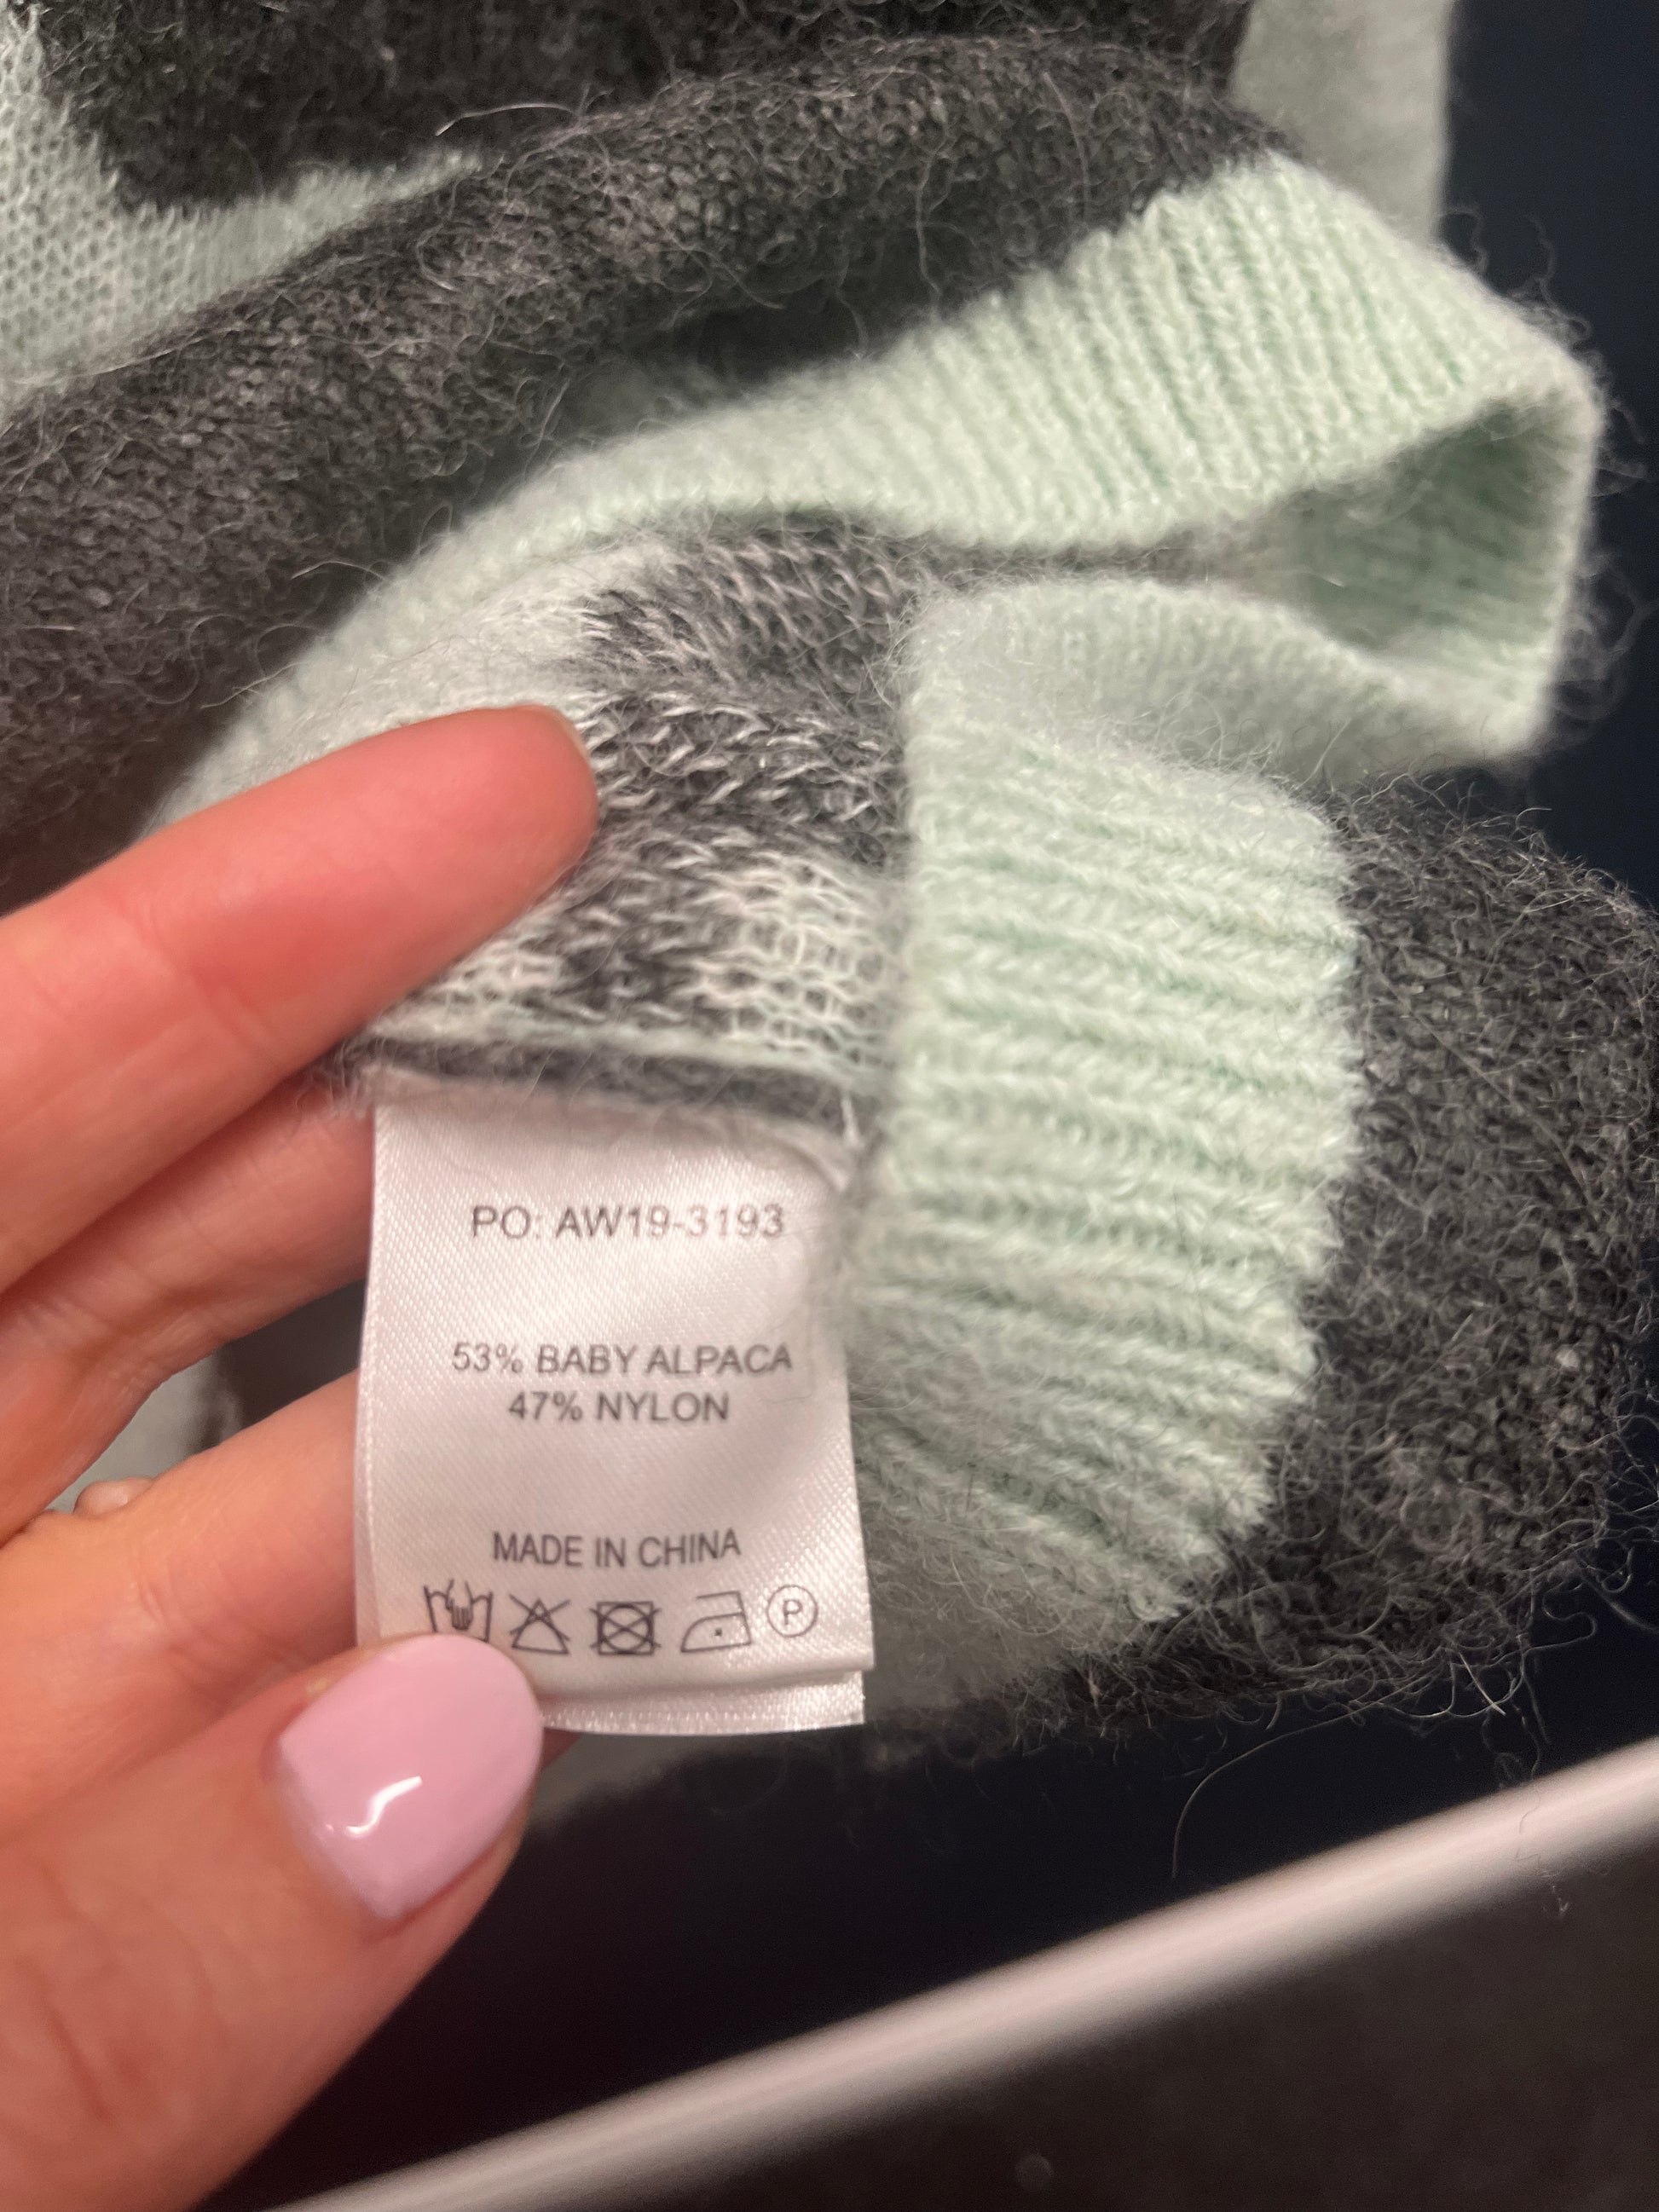 PO: AW19-3193
53% BABY ALPACA
47% NYLON
MADE IN CHINA
P